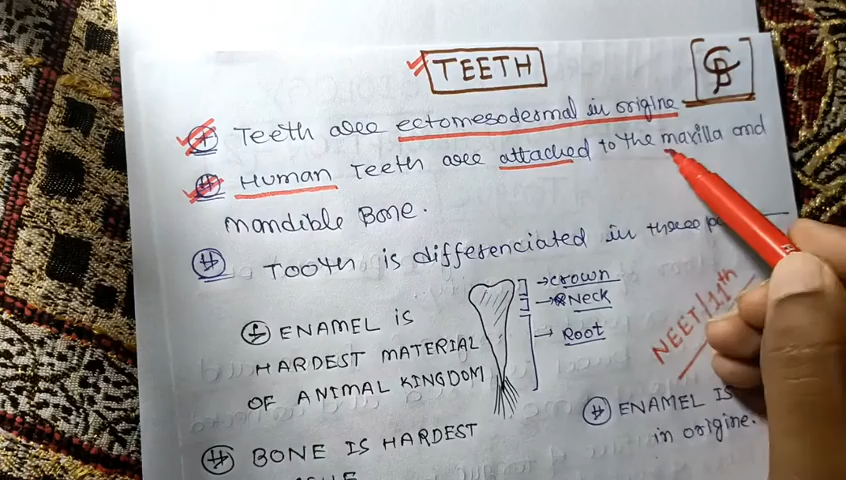 TEETH
Teeth are ectomesodermal in origine
Human Teeth are attached to the maxilla and
mandible Bone.
Tooth is differenciated in three
→ crown
→ Neck
→ Root
ENAMEL IS
HARDEST MATERIAL
OF ANIMAL KINGDOM
NEET/11th
ENAMEL IS
in origine.
BONE IS HARDEST